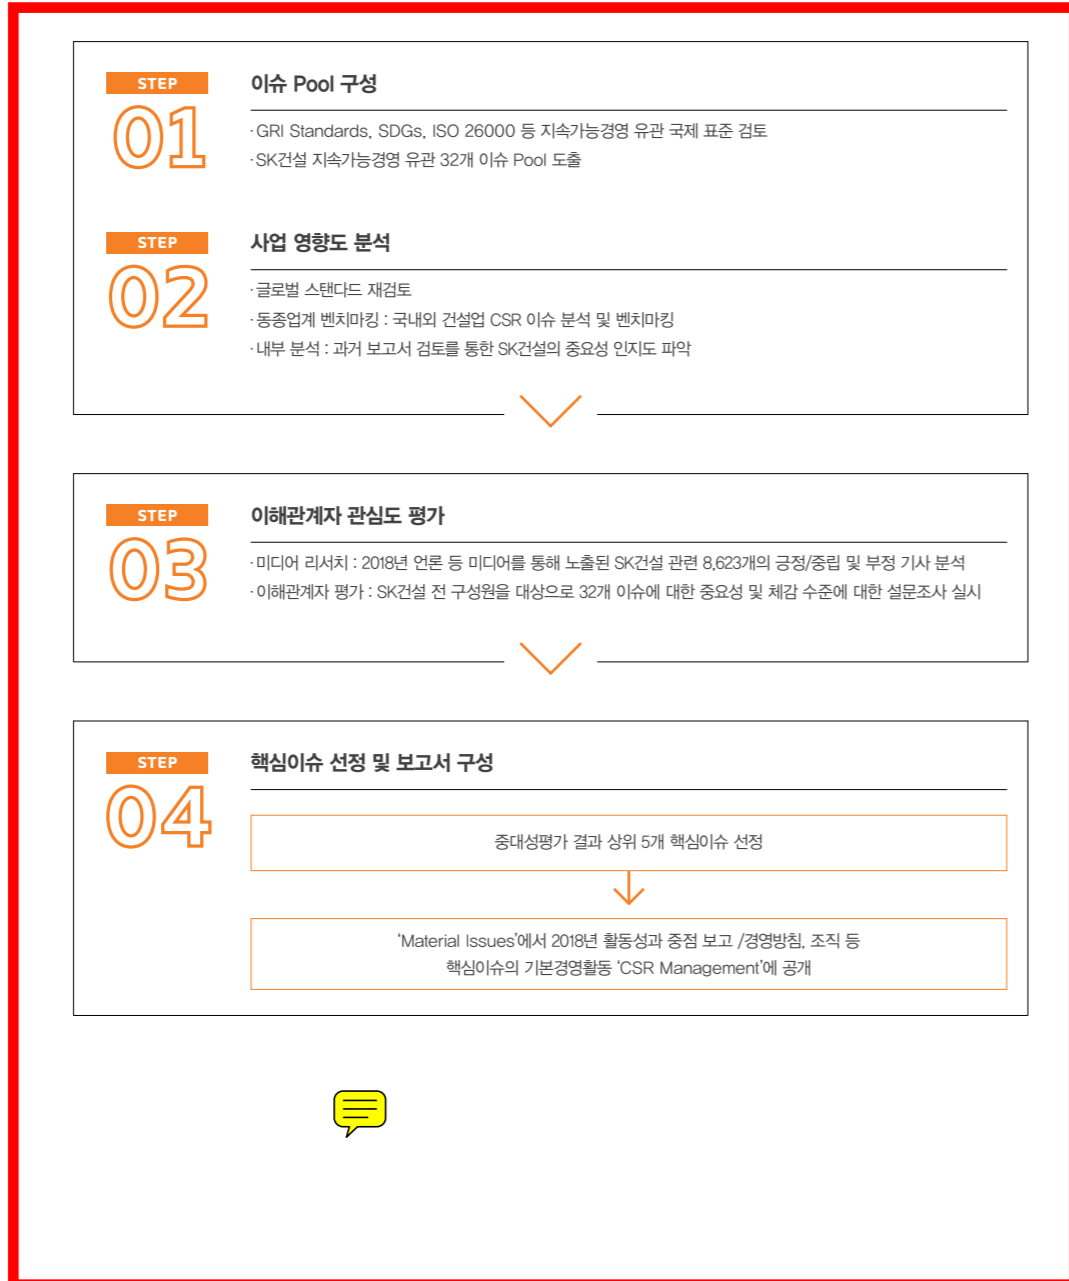 STEP
01
이슈 Pool 구성
· GRI Standards, SDGs, ISO 26000 등 지속가능경영 유관 국제 표준 검토
· SK건설 지속가능경영 유관 32개 이슈 Pool 도출
STEP
02
사업 영향도 분석
· 글로벌 스탠다드 재검토
· 동종업계 벤치마킹 : 국내외 건설업 CSR 이슈 분석 및 벤치마킹
· 내부 분석 : 과거 보고서 검토를 통한 SK건설의 중요성 인지도 파악
STEP
03
이해관계자 관심도 평가
· 미디어 리서치 : 2018년 언론 등 미디어를 통해 노출된 SK건설 관련 8,623개의 긍정/중립 및 부정 기사 분석
· 이해관계자 평가 : SK건설 전 구성원을 대상으로 32개 이슈에 대한 중요성 및 체감 수준에 대한 설문조사 실시
STEP
04
핵심이슈 선정 및 보고서 구성
중대성평가 결과 상위 5개 핵심이슈 선정
‘Material Issues’에서 2018년 활동성과 중점 보고 /경영방침, 조직 등
핵심이슈의 기본경영활동 ‘CSR Management’에 공개